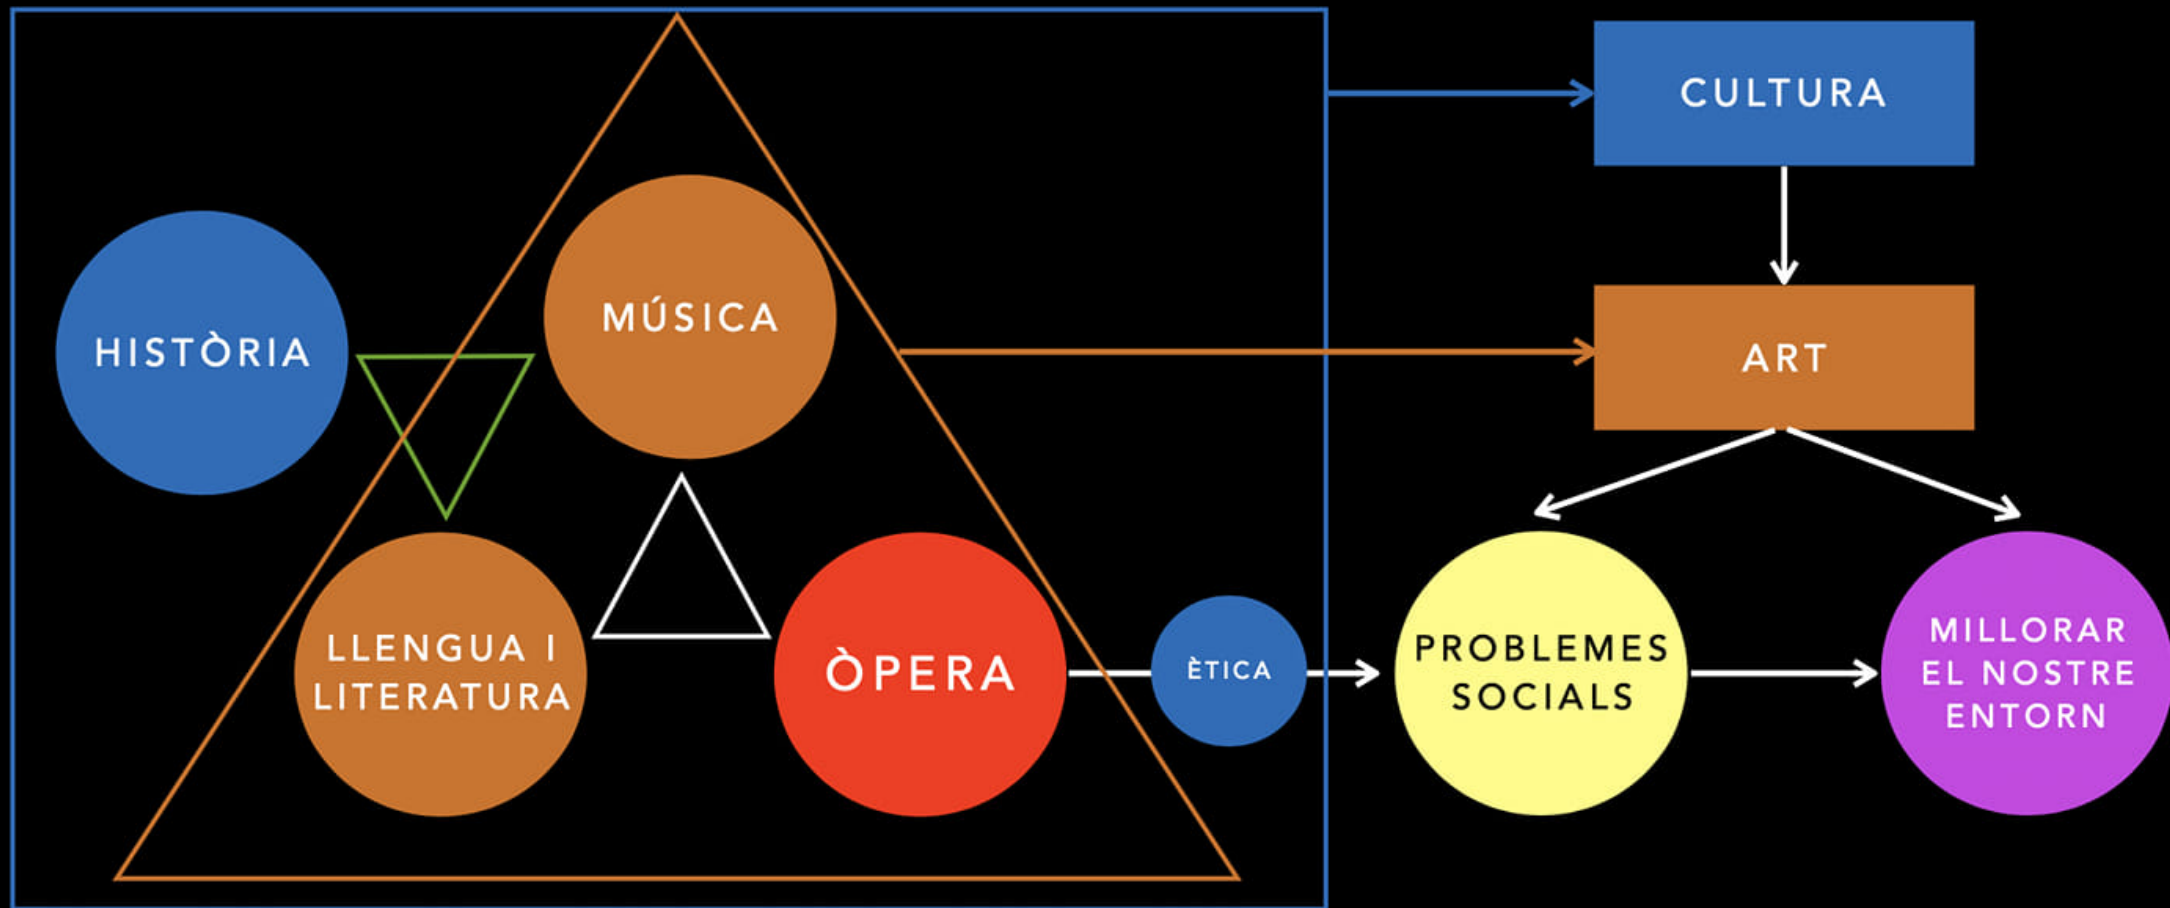 CULTURA
MÚSICA
HISTÒRIA
ART
LLENGUA I
LITERATURA
ÒPERA
ÈTICA
PROBLEMES
SOCIALS
MILLORAR
EL NOSTRE
ENTORN